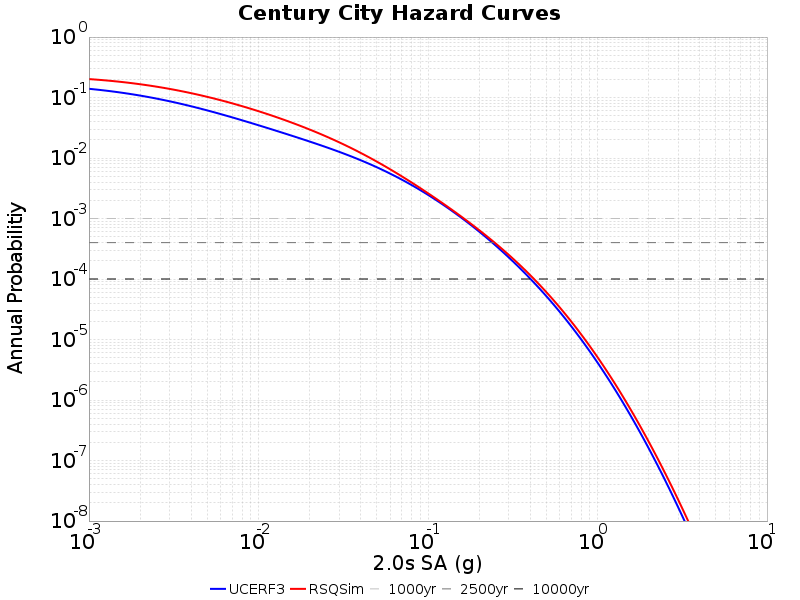 Century City Hazard Curves
10^0
10^-1
10^-2
10^-3
10^-4
10^-5
10^-6
10^-7
10^-8
Annual Probabilitiy
10^-3 10^-2 10^-1 10^0 10^1
2.0s SA (g)
UCERF3 RSQSim 1000yr 2500yr 10000yr